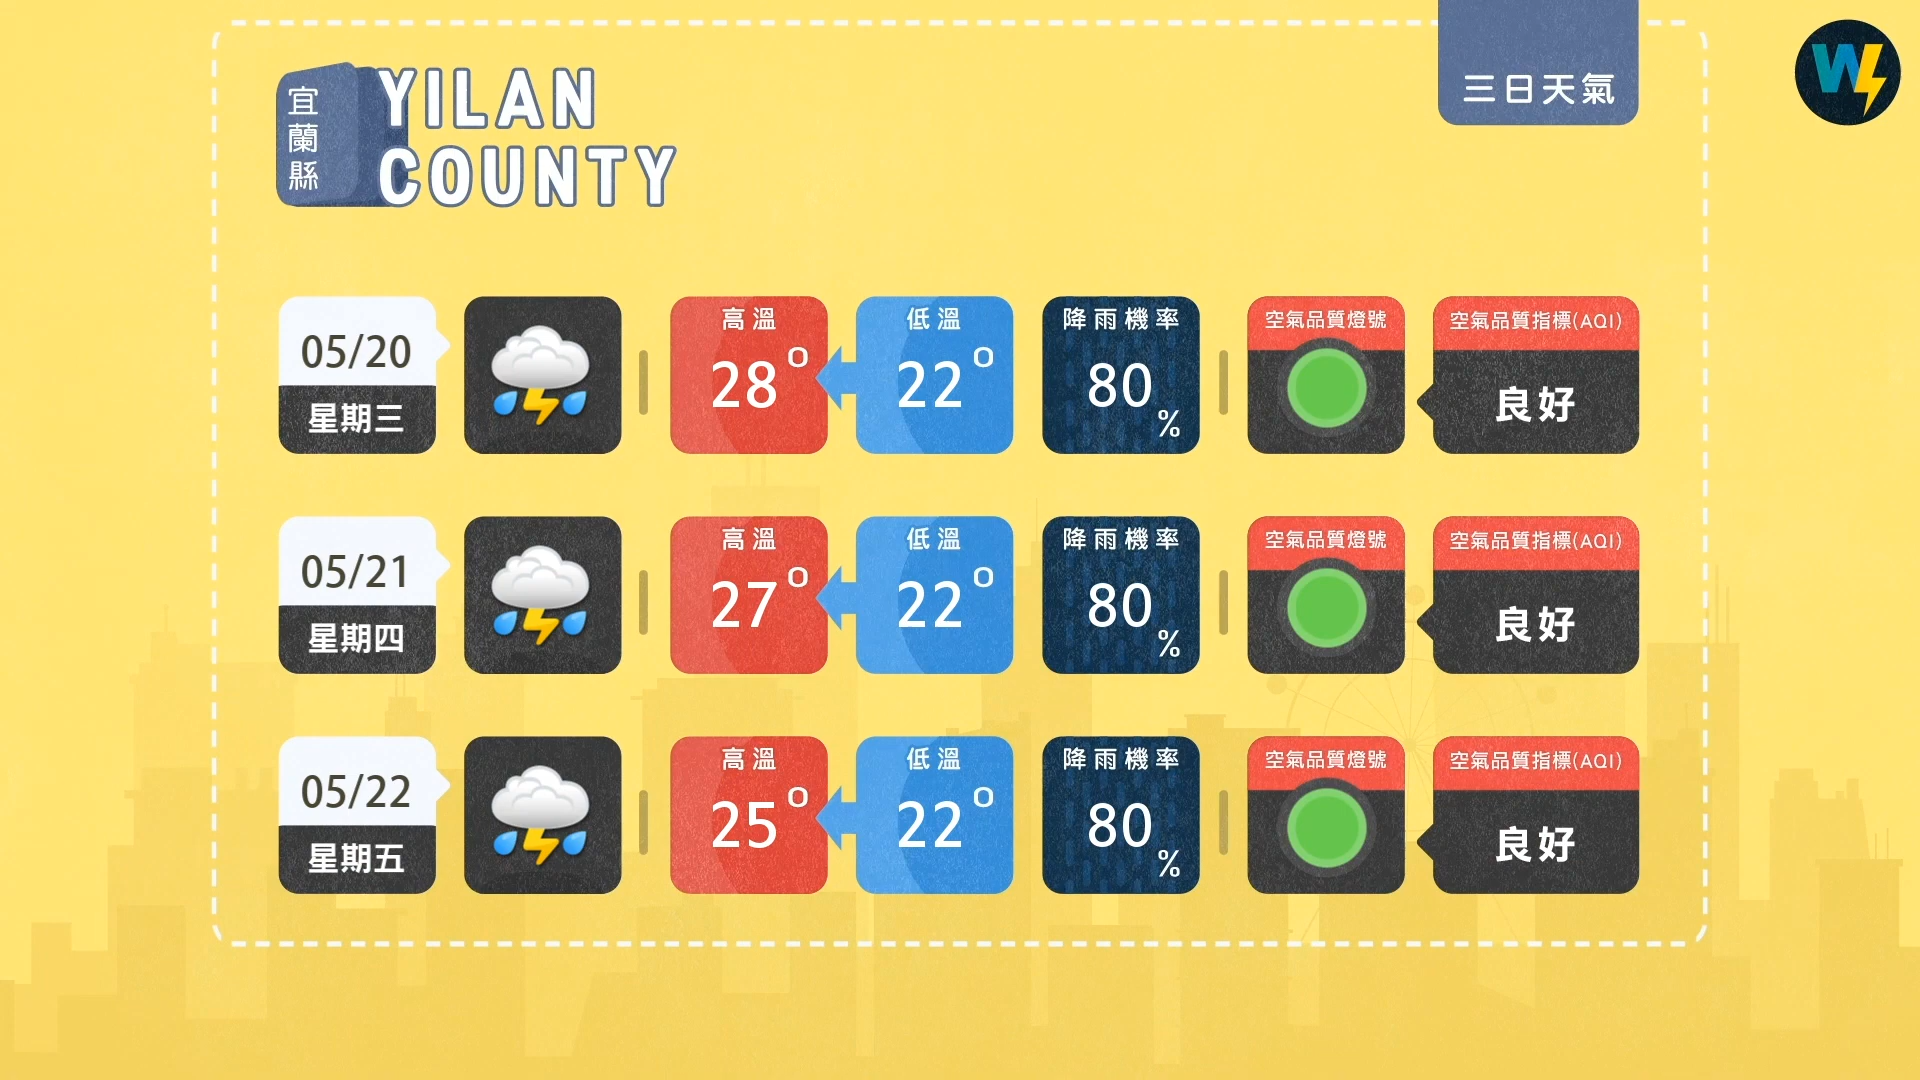 宜蘭縣
YILAN
COUNTY
三日天氣
W
05/20
星期三
高溫
28°
低溫
22°
降雨機率
80%
空氣品質燈號
空氣品質指標(AQI)
良好
05/21
星期四
高溫
27°
低溫
22°
降雨機率
80%
空氣品質燈號
空氣品質指標(AQI)
良好
05/22
星期五
高溫
25°
低溫
22°
降雨機率
80%
空氣品質燈號
空氣品質指標(AQI)
良好